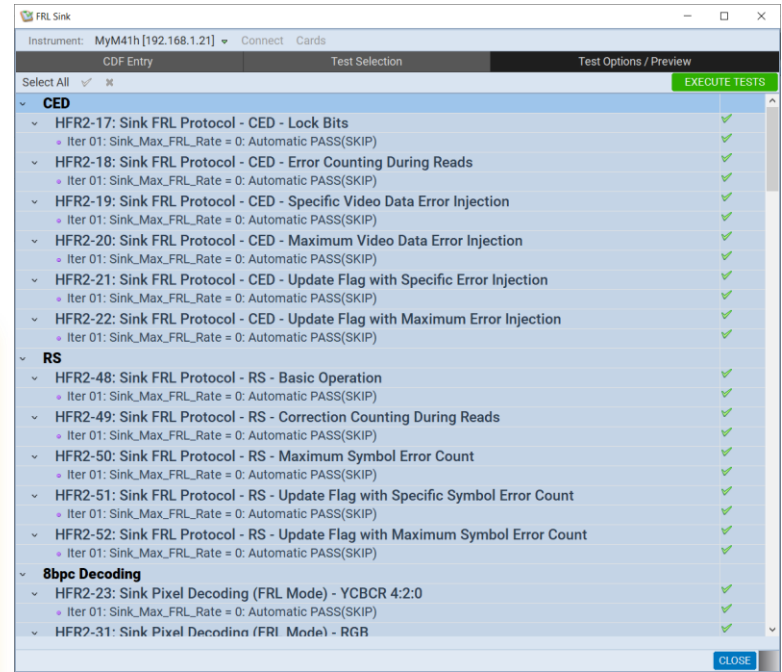 FRL Sink
Instrument: MyM41h [192.168.1.21] Connect Cards
CDF Entry Test Selection Test Options / Preview
Select All EXECUTE TESTS
CED
HFR2-17: Sink FRL Protocol - CED - Lock Bits
Iter 01: Sink_Max_FRL_Rate = 0: Automatic PASS(SKIP)
HFR2-18: Sink FRL Protocol - CED - Error Counting During Reads
Iter 01: Sink_Max_FRL_Rate = 0: Automatic PASS(SKIP)
HFR2-19: Sink FRL Protocol - CED - Specific Video Data Error Injection
Iter 01: Sink_Max_FRL_Rate = 0: Automatic PASS(SKIP)
HFR2-20: Sink FRL Protocol - CED - Maximum Video Data Error Injection
Iter 01: Sink_Max_FRL_Rate = 0: Automatic PASS(SKIP)
HFR2-21: Sink FRL Protocol - CED - Update Flag with Specific Error Injection
Iter 01: Sink_Max_FRL_Rate = 0: Automatic PASS(SKIP)
HFR2-22: Sink FRL Protocol - CED - Update Flag with Maximum Error Injection
Iter 01: Sink_Max_FRL_Rate = 0: Automatic PASS(SKIP)
RS
HFR2-48: Sink FRL Protocol - RS - Basic Operation
Iter 01: Sink_Max_FRL_Rate = 0: Automatic PASS(SKIP)
HFR2-49: Sink FRL Protocol - RS - Correction Counting During Reads
Iter 01: Sink_Max_FRL_Rate = 0: Automatic PASS(SKIP)
HFR2-50: Sink FRL Protocol - RS - Maximum Symbol Error Count
Iter 01: Sink_Max_FRL_Rate = 0: Automatic PASS(SKIP)
HFR2-51: Sink FRL Protocol - RS - Update Flag with Specific Symbol Error Count
Iter 01: Sink_Max_FRL_Rate = 0: Automatic PASS(SKIP)
HFR2-52: Sink FRL Protocol - RS - Update Flag with Maximum Symbol Error Count
Iter 01: Sink_Max_FRL_Rate = 0: Automatic PASS(SKIP)
8bpc Decoding
HFR2-23: Sink Pixel Decoding (FRL Mode) - YCBCR 4:2:0
Iter 01: Sink_Max_FRL_Rate = 0: Automatic PASS(SKIP)
HFR2-31: Sink Pixel Decoding (FRL Mode) - RGB
CLOSE